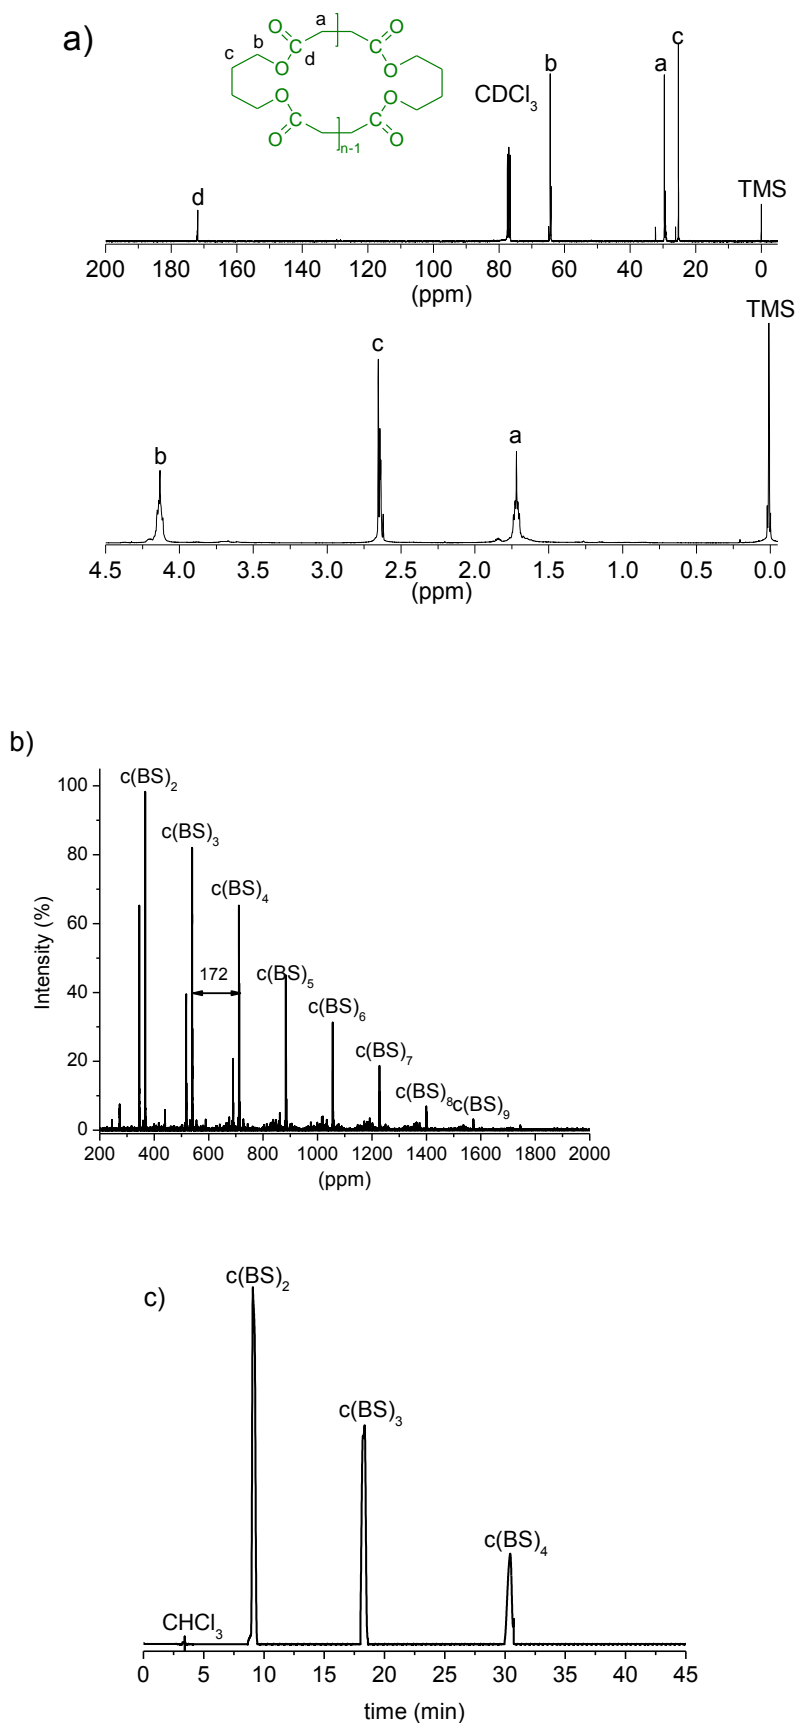 a)
a
O
O
b
c
C
C
d
O
O
O
O
C
C
O
O
n-1
CDCl3
b
a
c
d
TMS
200 180 160 140 120 100 80 60 40 20 0
(ppm)
TMS
c
b
a
4.5 4.0 3.5 3.0 2.5 2.0 1.5 1.0 0.5 0.0
(ppm)
b)
c(BS)2
c(BS)3
c(BS)4
172
c(BS)5
c(BS)6
c(BS)7
c(BS)8 c(BS)9
100
80
60
40
20
0
Intensity (%)
200 400 600 800 1000 1200 1400 1600 1800 2000
(ppm)
c)
c(BS)2
c(BS)3
c(BS)4
CHCl3
0 5 10 15 20 25 30 35 40 45
time (min)